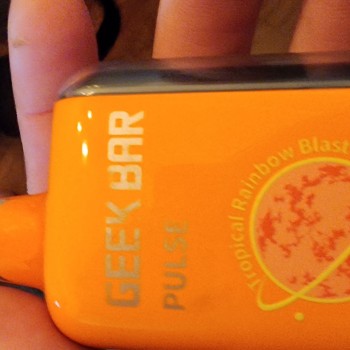 GEEK BAR
PULSE
Tropical Rainbow Blast